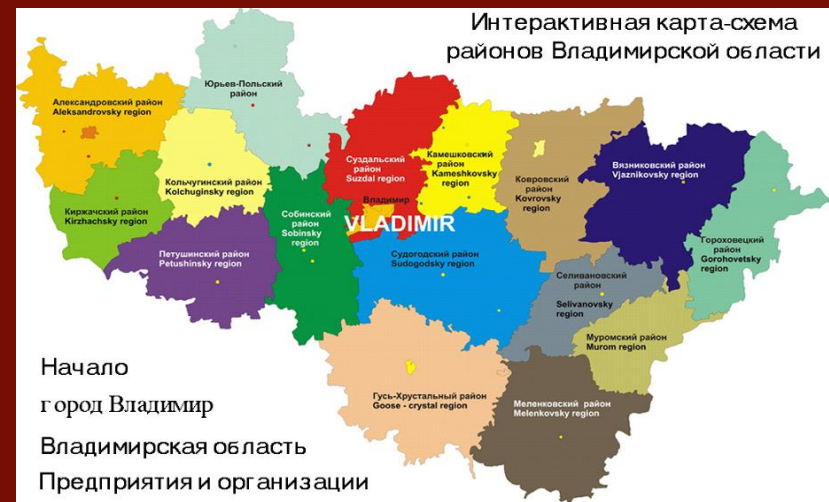 Интерактивная карта-схема
районов Владимирской области
Юрьев-Польский
район
Александровский район
Aleksandrovsky region
Суздальский
район
Suzdal region
Камешковский
район
Kameshkovsky
region
Ковровский
район
Kovrovsky
region
Вязниковский район
Vjaznikovsky region
Кольчугинский район
Kolchuginsky region
Киржачский район
Kirzhachsky region
Собинский
район
Sobinsky
region
Владимир
VLADIMIR
Петушинский район
Petushinsky region
Судогодский район
Sudogodsky region
Гороховецкий
район
Gorohovetsky
region
Селивановский
район
Selivanovsky
region
Муромский район
Murom region
Гусь-Хрустальный район
Goose - crystal region
Меленковский район
Melenkovsky region
Начало
город Владимир
Владимирская область
Предприятия и организации